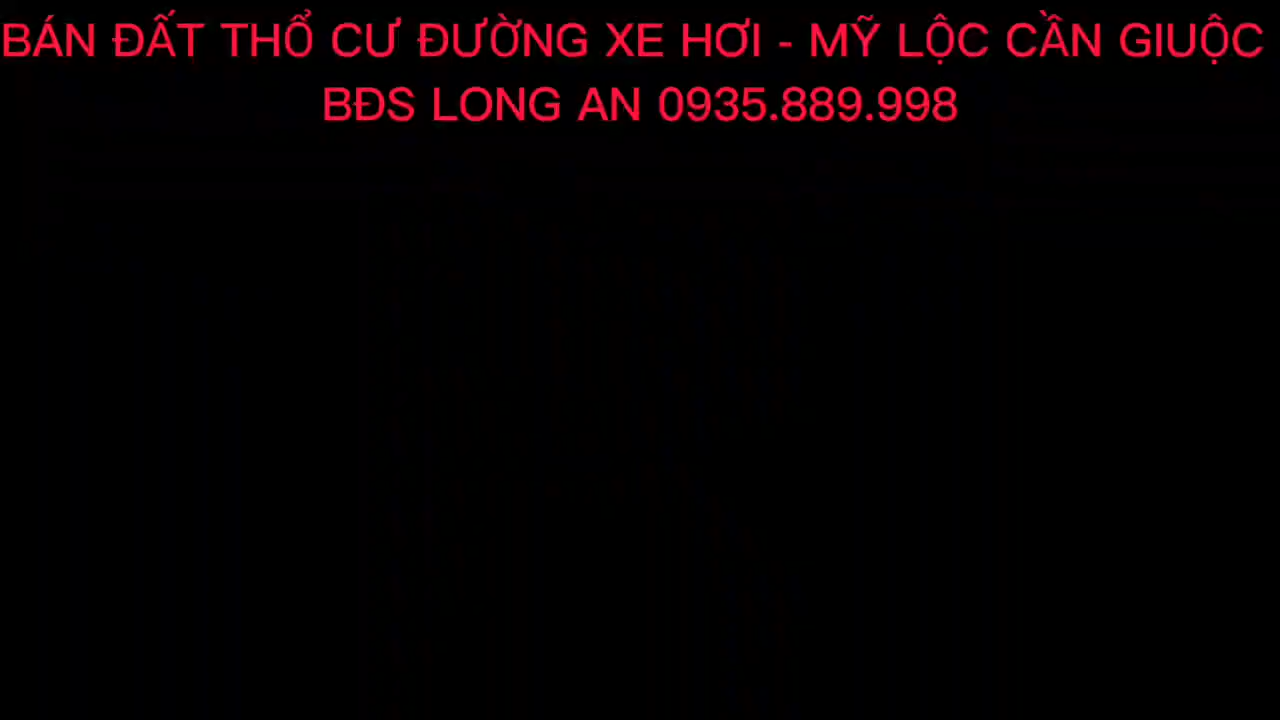 BÁN ĐẤT THỔ CƯ ĐƯỜNG XE HƠI - MỸ LỘC CẦN GIUỘC
BĐS LONG AN 0935.889.998